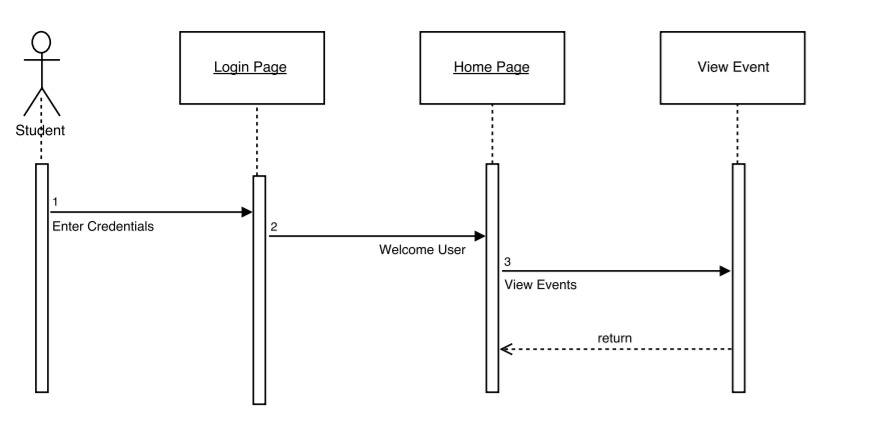 Login Page
Home Page
View Event
Student
1
Enter Credentials
2
Welcome User
3
View Events
return